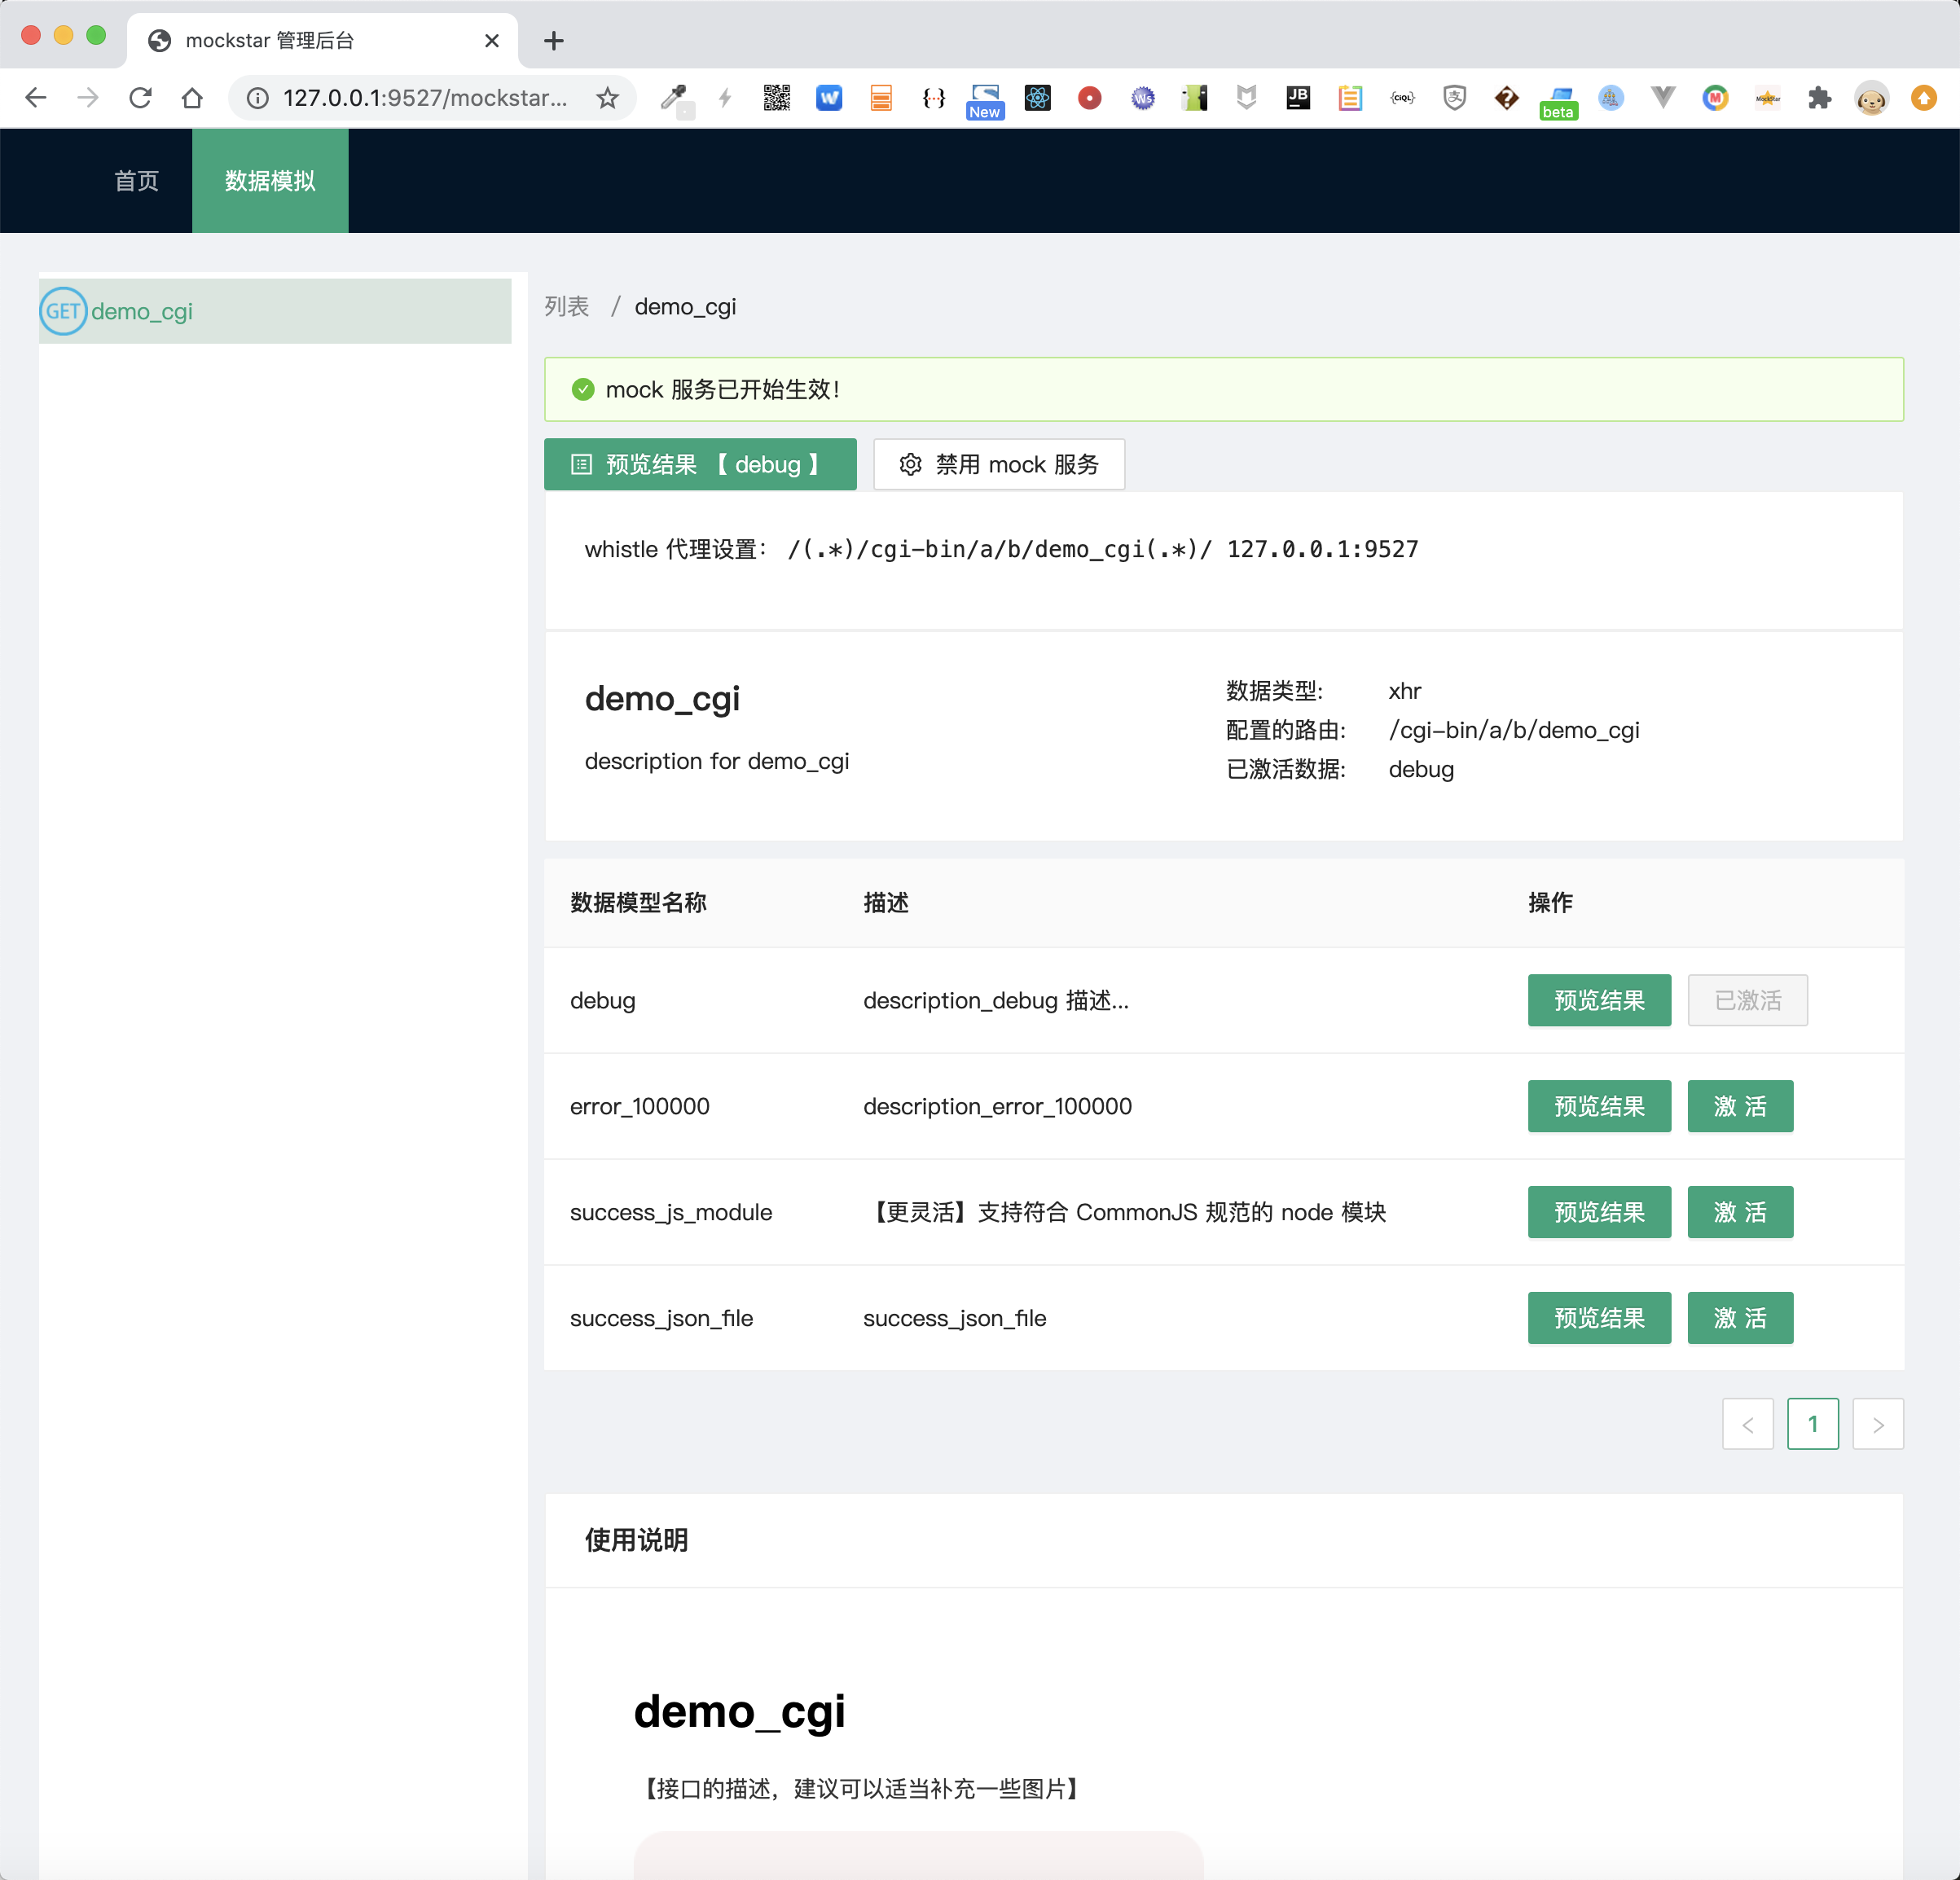 mockstar 管理后台
127.0.0.1:9527/mockstar...
New
JB
beta
首页
数据模拟
GET demo_cgi
列表 / demo_cgi
mock 服务已开始生效！
预览结果 【 debug 】
禁用 mock 服务
whistle 代理设置： /(.*)/cgi-bin/a/b/demo_cgi(.*)/ 127.0.0.1:9527
demo_cgi
description for demo_cgi
数据类型: xhr
配置的路由: /cgi-bin/a/b/demo_cgi
已激活数据: debug
数据模型名称 描述 操作
debug description_debug 描述... 预览结果 已激活
error_100000 description_error_100000 预览结果 激 活
success_js_module 【更灵活】支持符合 CommonJS 规范的 node 模块 预览结果 激 活
success_json_file success_json_file 预览结果 激 活
< 1 >
使用说明
demo_cgi
【接口的描述，建议可以适当补充一些图片】